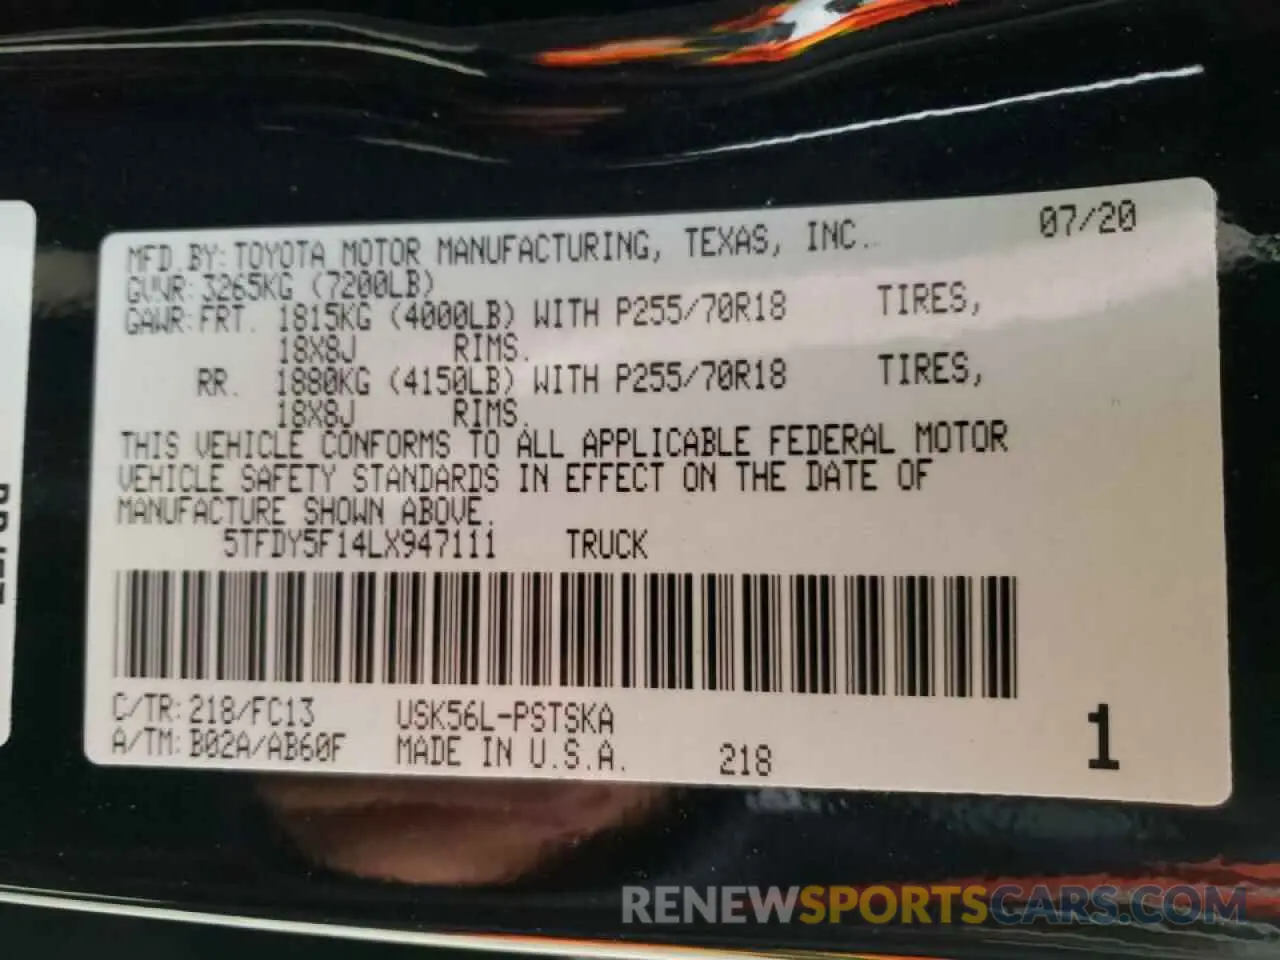 MFD.BY:TOYOTA MOTOR MANUFACTURING, TEXAS, INC. 07/20
GVWR:3265KG (7200LB)
GAWR:FRT. 1815KG (4000LB) WITH P255/70R18 TIRES,
18X8J RIMS.
RR. 1880KG (4150LB) WITH P255/70R18 TIRES,
18X8J RIMS.
THIS VEHICLE CONFORMS TO ALL APPLICABLE FEDERAL MOTOR
VEHICLE SAFETY STANDARDS IN EFFECT ON THE DATE OF
MANUFACTURE SHOWN ABOVE.
5TFDY5F14LX947111 TRUCK
C/TR:218/FC13 USK56L-PSTSKA
A/TM:B02A/AB60F MADE IN U.S.A. 218 1
RENEWSPORTSCARS.COM